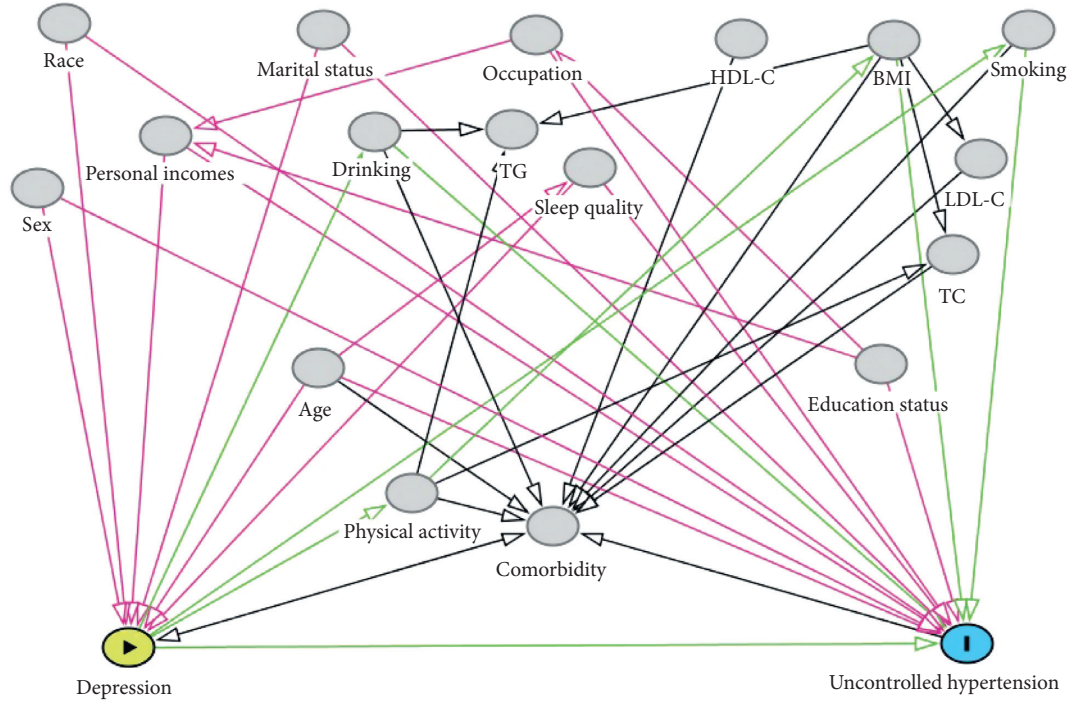 Race
Marital status
Occupation
HDL-C
BMI
Smoking
Personal incomes
Drinking
TG
Sleep quality
LDL-C
Sex
TC
Age
Education status
Physical activity
Comorbidity
Depression
Uncontrolled hypertension